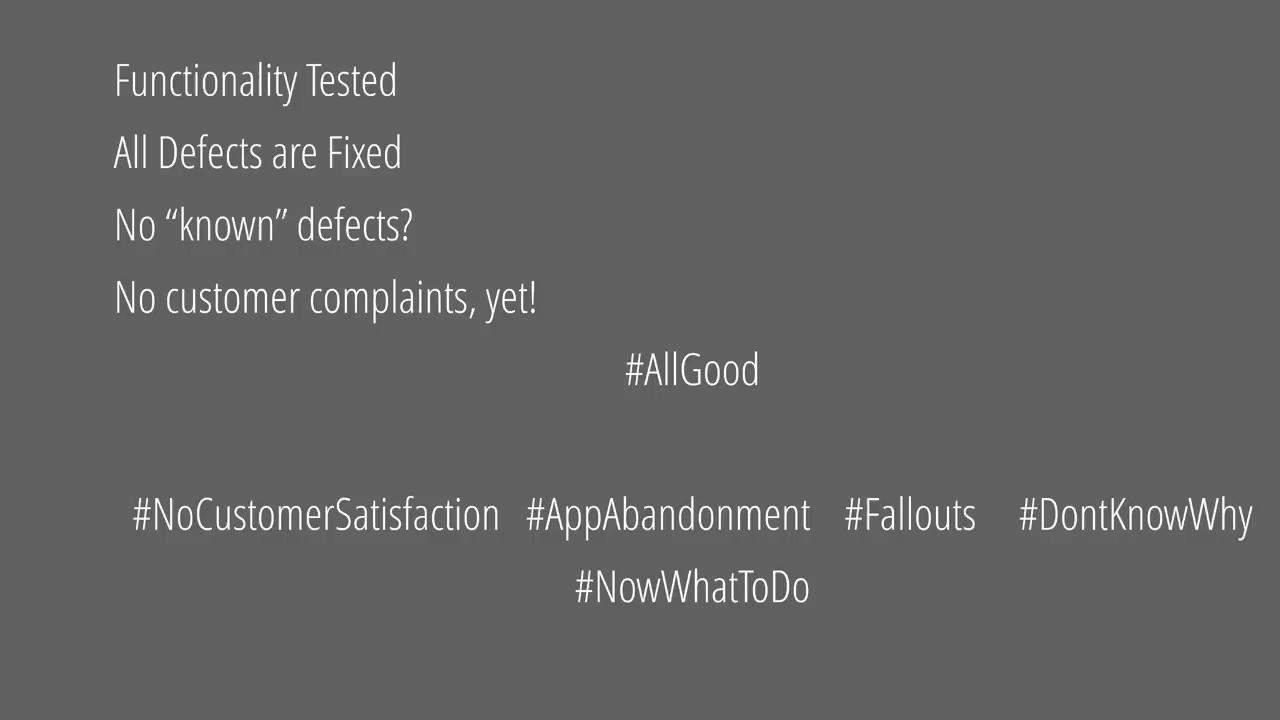 Functionality Tested
All Defects are Fixed
No “known” defects?
No customer complaints, yet!
#AllGood
#NoCustomerSatisfaction #AppAbandonment #Fallouts #DontKnowWhy
#NowWhatToDo